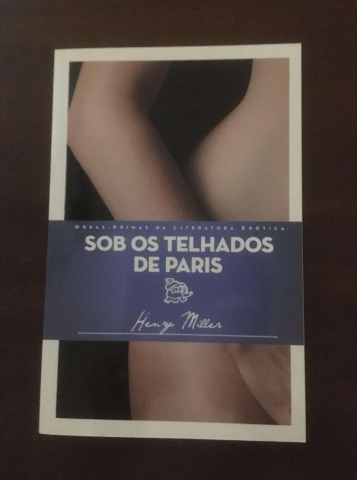 OBRAS-PRIMAS DA LITERATURA ERÓTICA
SOB OS TELHADOS
DE PARIS
Henry Miller